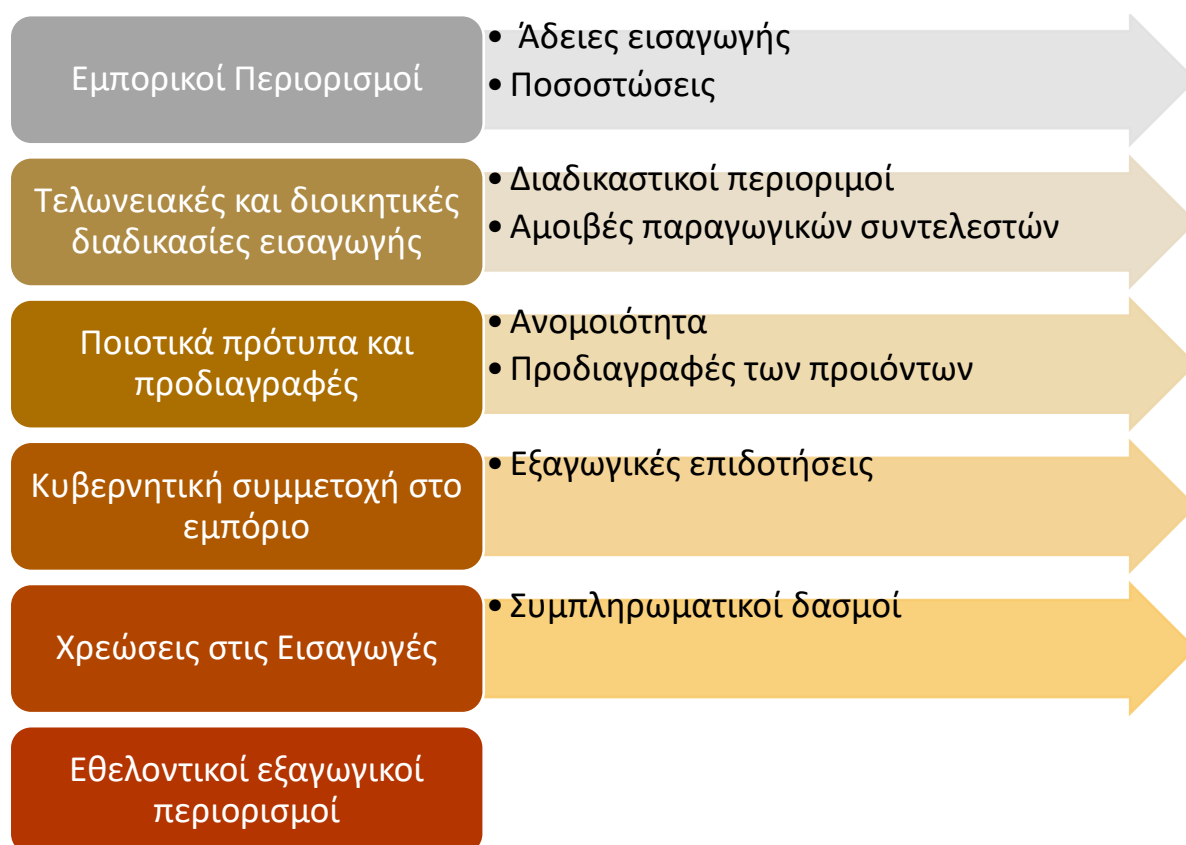 Εμπορικοί Περιορισμοί
• Άδειες εισαγωγής
• Ποσοστώσεις
Τελωνειακές και διοικητικές
διαδικασίες εισαγωγής
• Διαδικαστικοί περιοριμοί
• Αμοιβές παραγωγικών συντελεστών
Ποιοτικά πρότυπα και
προδιαγραφές
• Ανομοιότητα
• Προδιαγραφές των προιόντων
Κυβερνητική συμμετοχή στο
εμπόριο
• Εξαγωγικές επιδοτήσεις
Χρεώσεις στις Εισαγωγές
• Συμπληρωματικοί δασμοί
Εθελοντικοί εξαγωγικοί
περιορισμοί